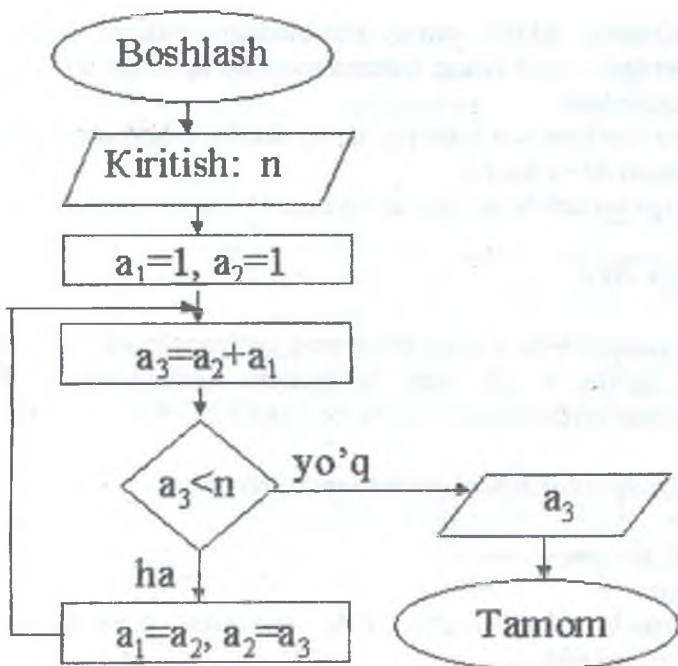 Boshlash
Kiritish: n
a₁=1, a₂=1
a₃=a₂+a₁
a₃<n
yo’q
a₃
ha
a₁=a₂, a₂=a₃
Tamom